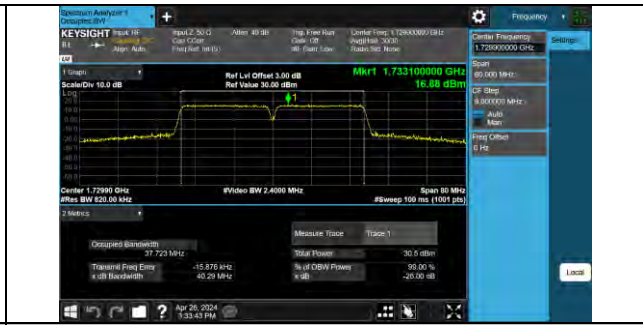 Spectrum Analyzer 1
Occupied BW
Frequency
KEYSIGHT Input: RF
Input Z: 50 Ω
Atten: 40 dB
Trig: Free Run
Center Freq: 1.729900000 GHz
Corr CCorr
Gate: Off
Avg|Hold: 30/30
Align: Auto
Freq Ref: Int (S)
IF Gain: Low
Radio Std: None
Center Frequency
1.729900000 GHz
Settings
Span
80.000 MHz
CF Step
8.000000 MHz
Auto
Man
Freq Offset
0 Hz
1 Graph
Scale/Div 10.0 dB
Ref Lvl Offset 3.00 dB
Ref Value 30.00 dBm
Mkr1 1.733100000 GHz
16.88 dBm
Log
1
Center 1.72990 GHz
#Video BW 2.4000 MHz
Span 80 MHz
#Res BW 820.00 kHz
#Sweep 100 ms (1001 pts)
2 Metrics
Measure Trace
Trace 1
Occupied Bandwidth
37.723 MHz
Total Power
30.5 dBm
Transmit Freq Error
-15.876 kHz
% of OBW Power
99.00 %
x dB Bandwidth
40.29 MHz
x dB
-26.00 dB
Local
?
Apr 26, 2024
1:33:43 PM